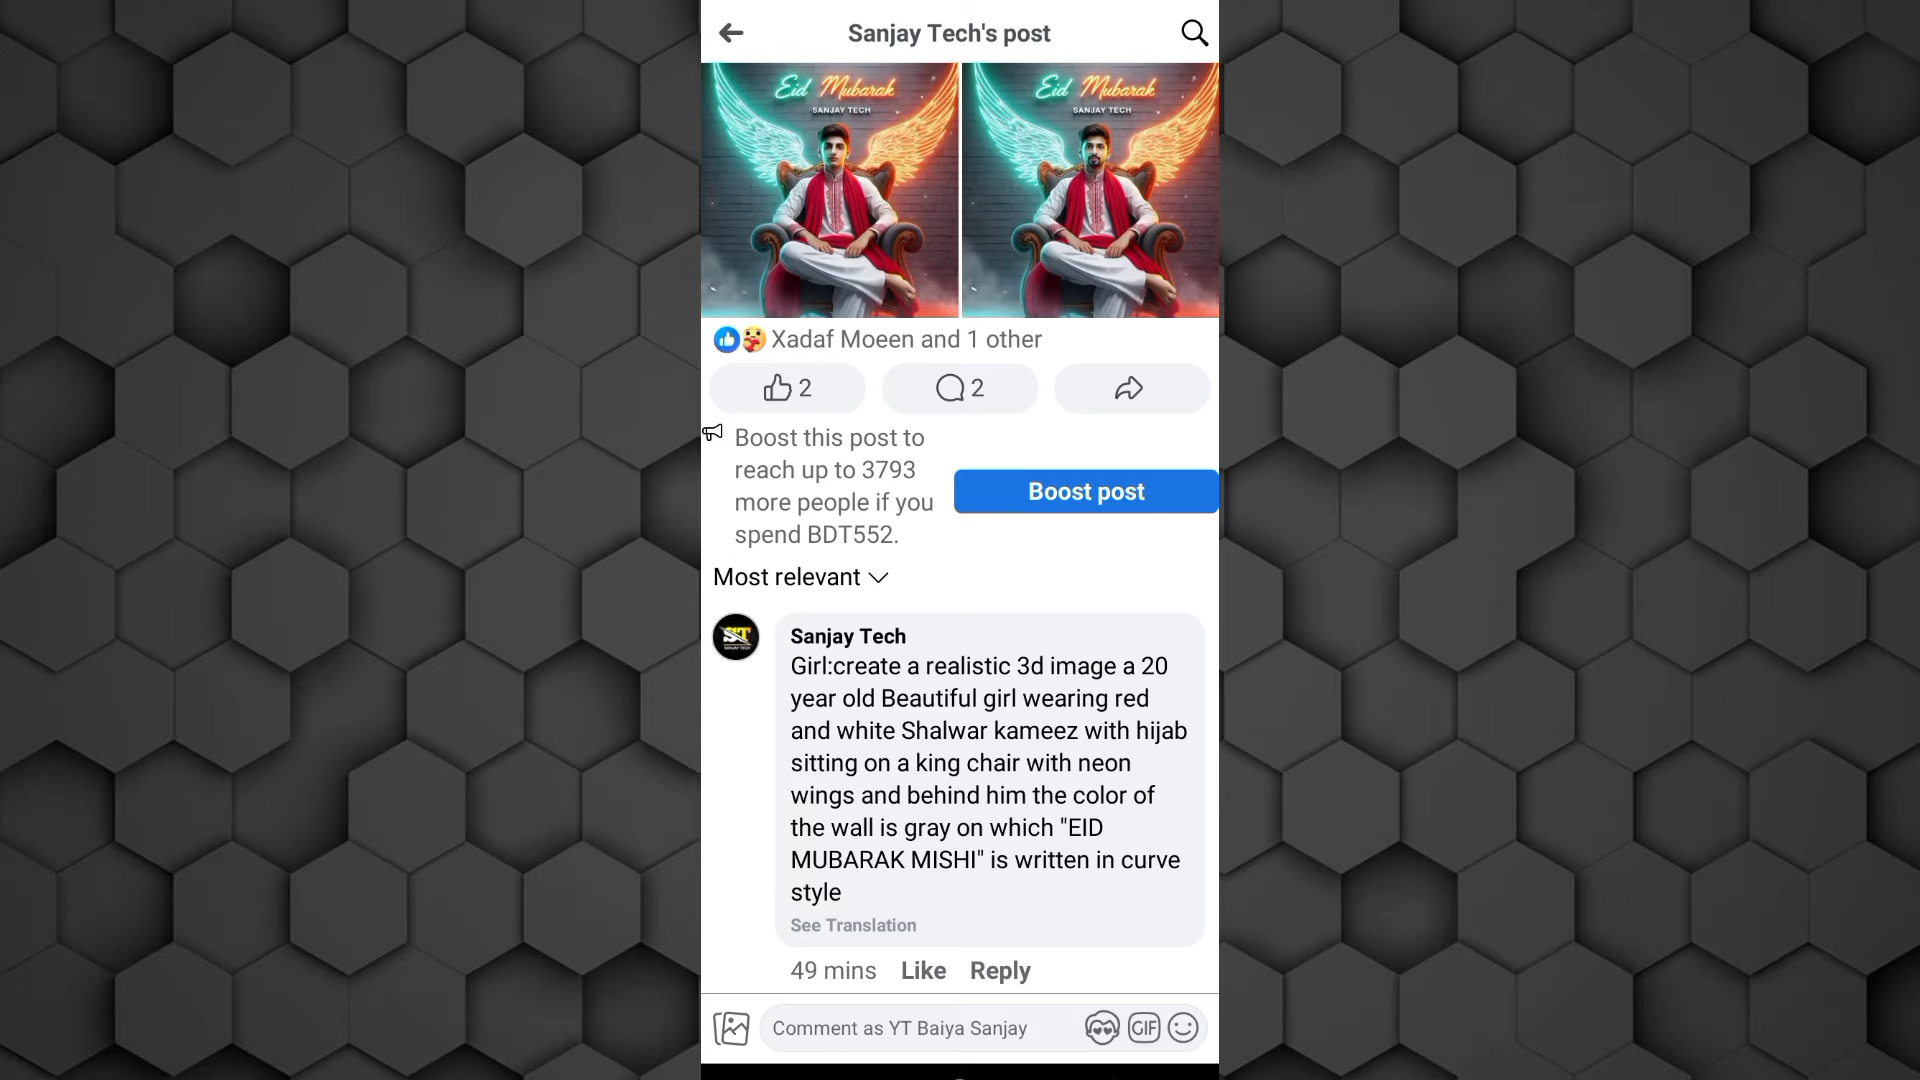 Sanjay Tech's post
Eid Mubarak
SANJAY TECH
Eid Mubarak
SANJAY TECH
Xadaf Moeen and 1 other
2
2
Boost this post to
reach up to 3793
more people if you
spend BDT552.
Boost post
Most relevant
ST
SANJAY TECH
Sanjay Tech
Girl:create a realistic 3d image a 20
year old Beautiful girl wearing red
and white Shalwar kameez with hijab
sitting on a king chair with neon
wings and behind him the color of
the wall is gray on which "EID
MUBARAK MISHI" is written in curve
style
See Translation
49 mins Like Reply
Comment as YT Baiya Sanjay
GIF